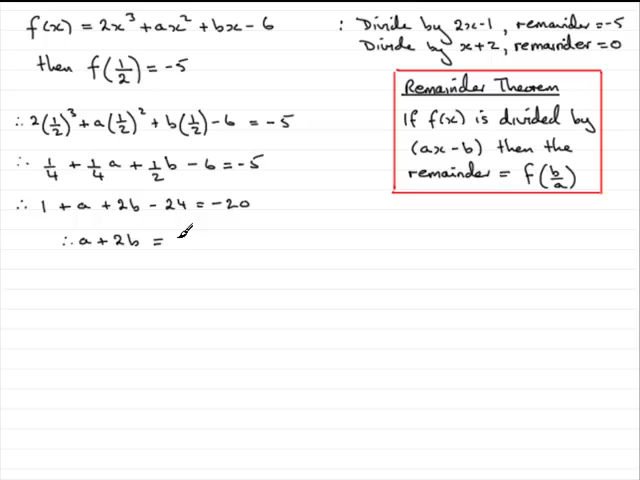 f(x) = 2x³ + ax² + bx - 6
: Divide by 2x-1, remainder = -5
Divide by x+2, remainder = 0
then f(1/2) = -5
Remainder Theorem
If f(x) is divided by
(ax-b) then the
remainder = f(b/a)
∴ 2(1/2)³ + a(1/2)² + b(1/2) - 6 = -5
∴ 1/4 + 1/4 a + 1/2 b - 6 = -5
∴ 1 + a + 2b - 24 = -20
∴ a + 2b =